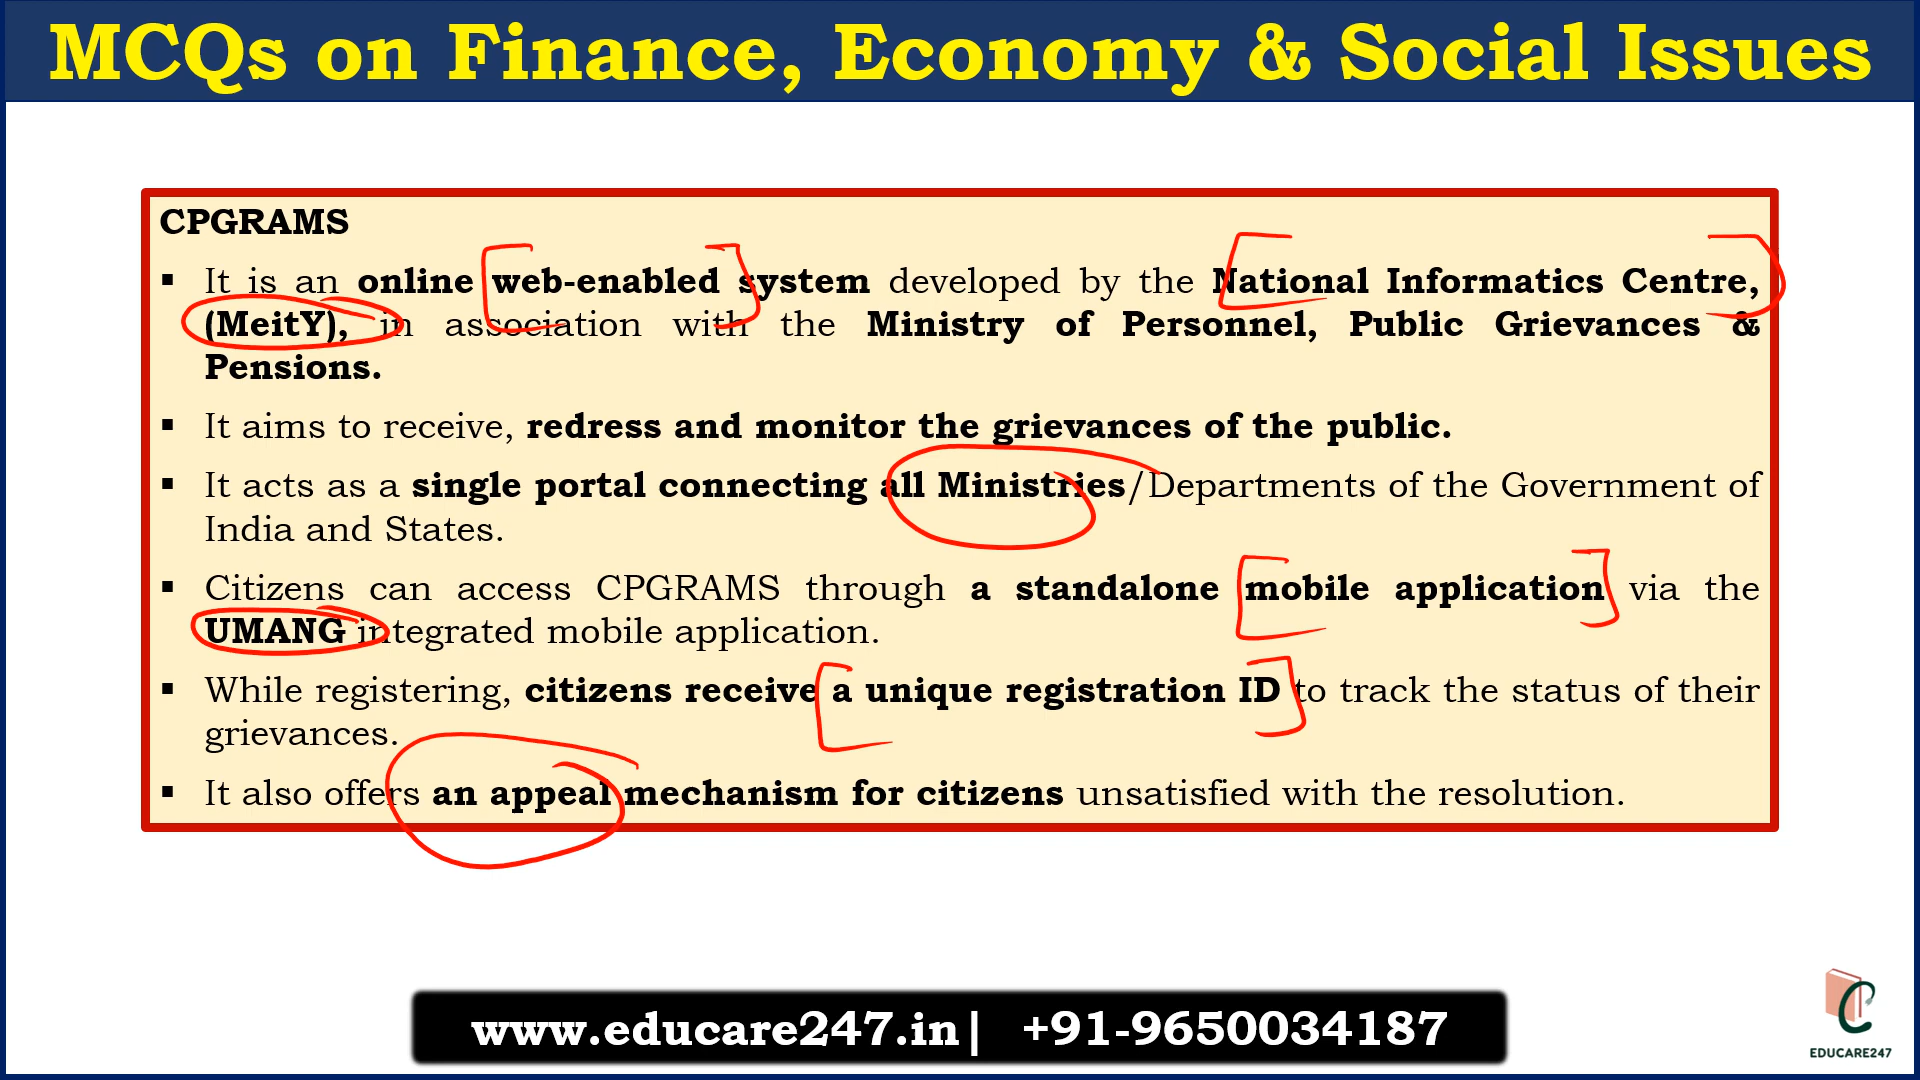 MCQs on Finance, Economy & Social Issues
CPGRAMS
▪ It is an online web-enabled system developed by the National Informatics Centre,
(MeitY), in association with the Ministry of Personnel, Public Grievances &
Pensions.
▪ It aims to receive, redress and monitor the grievances of the public.
▪ It acts as a single portal connecting all Ministries/Departments of the Government of
India and States.
▪ Citizens can access CPGRAMS through a standalone mobile application via the
UMANG integrated mobile application.
▪ While registering, citizens receive a unique registration ID to track the status of their
grievances.
▪ It also offers an appeal mechanism for citizens unsatisfied with the resolution.
www.educare247.in| +91-9650034187
EDUCARE247